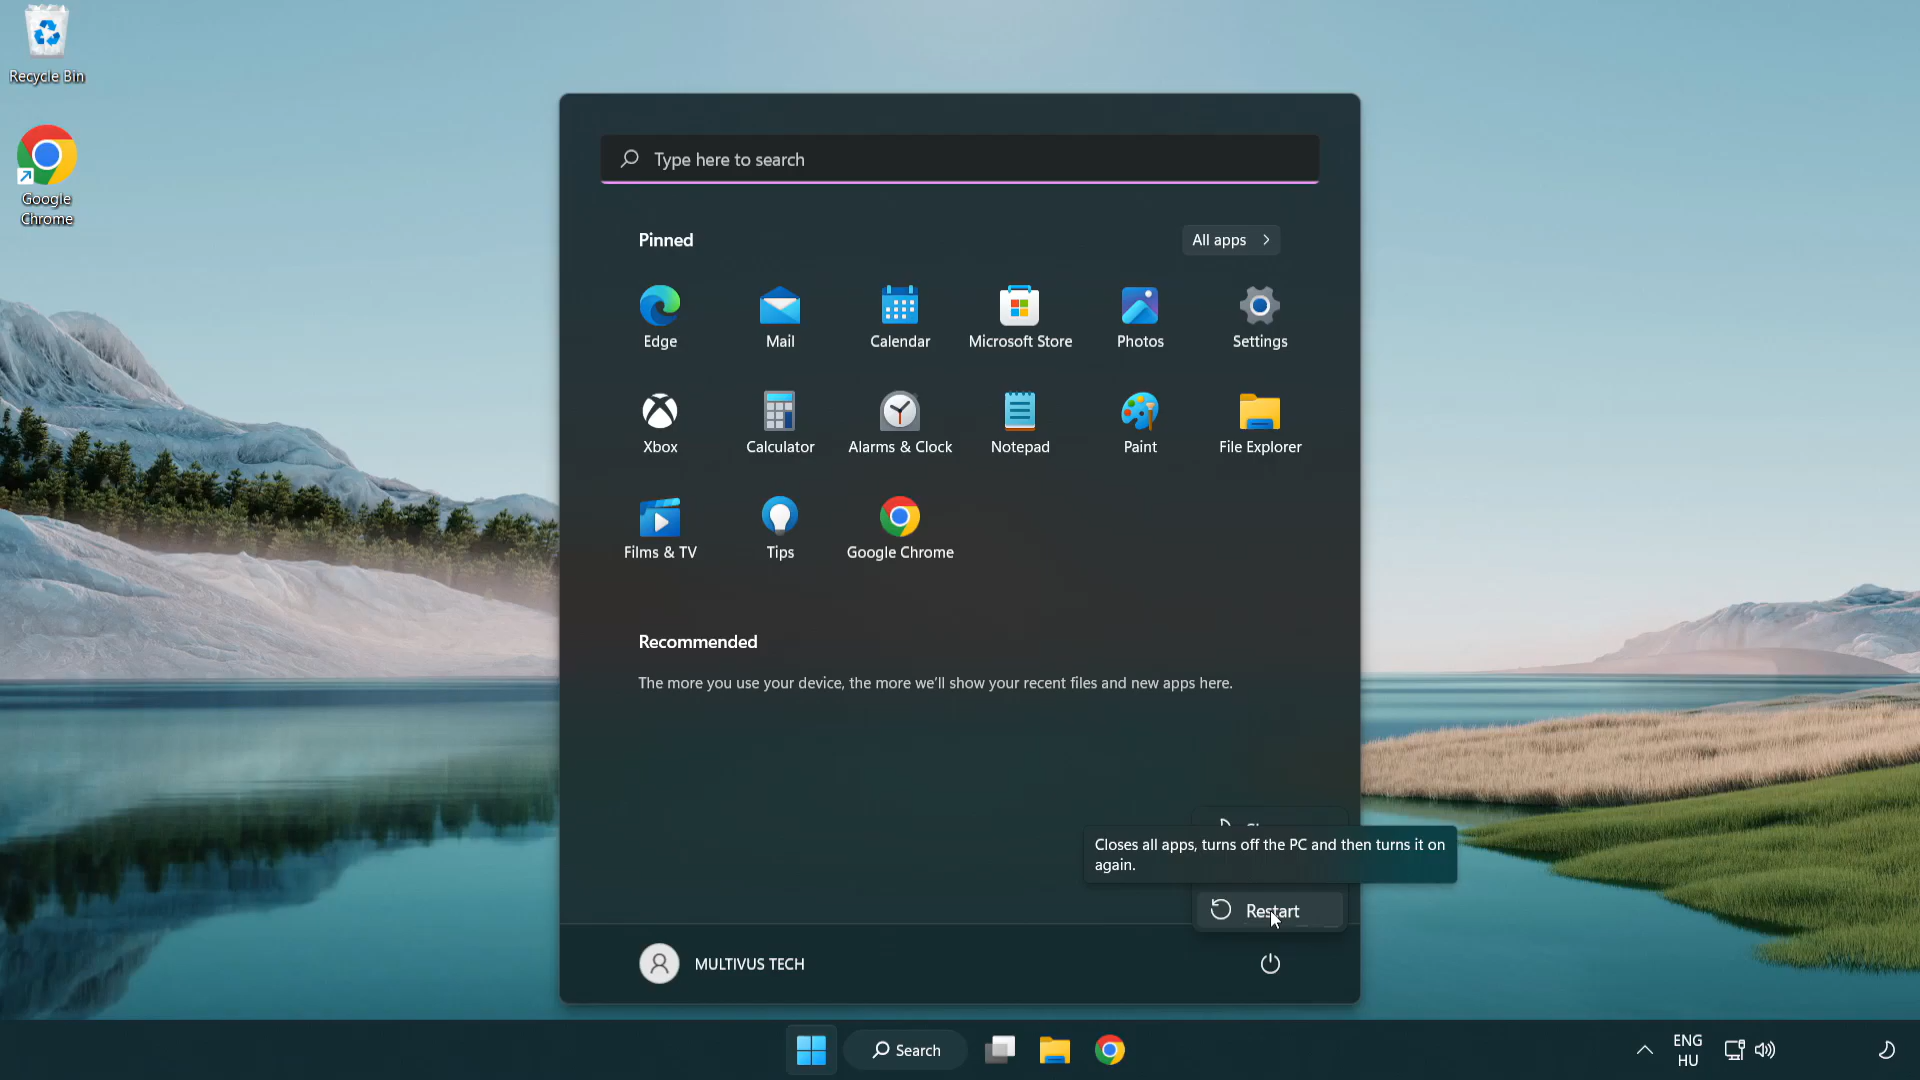 Recycle Bin
Google
Chrome
Type here to search
Pinned
All apps
Edge
Mail
Calendar
Microsoft Store
Photos
Settings
Xbox
Calculator
Alarms & Clock
Notepad
Paint
File Explorer
Films & TV
Tips
Google Chrome
Recommended
The more you use your device, the more we'll show your recent files and new apps here.
Closes all apps, turns off the PC and then turns it on
again.
Restart
MULTIVUS TECH
Search
ENG
HU